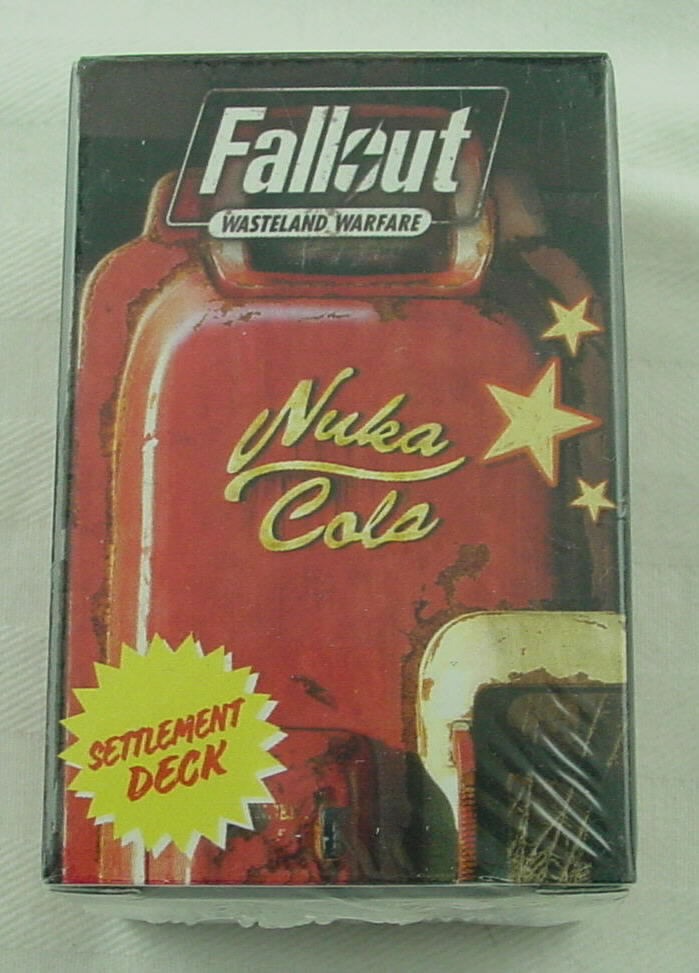 Fallout
WASTELAND WARFARE
Nuka
Cola
SETTLEMENT
DECK